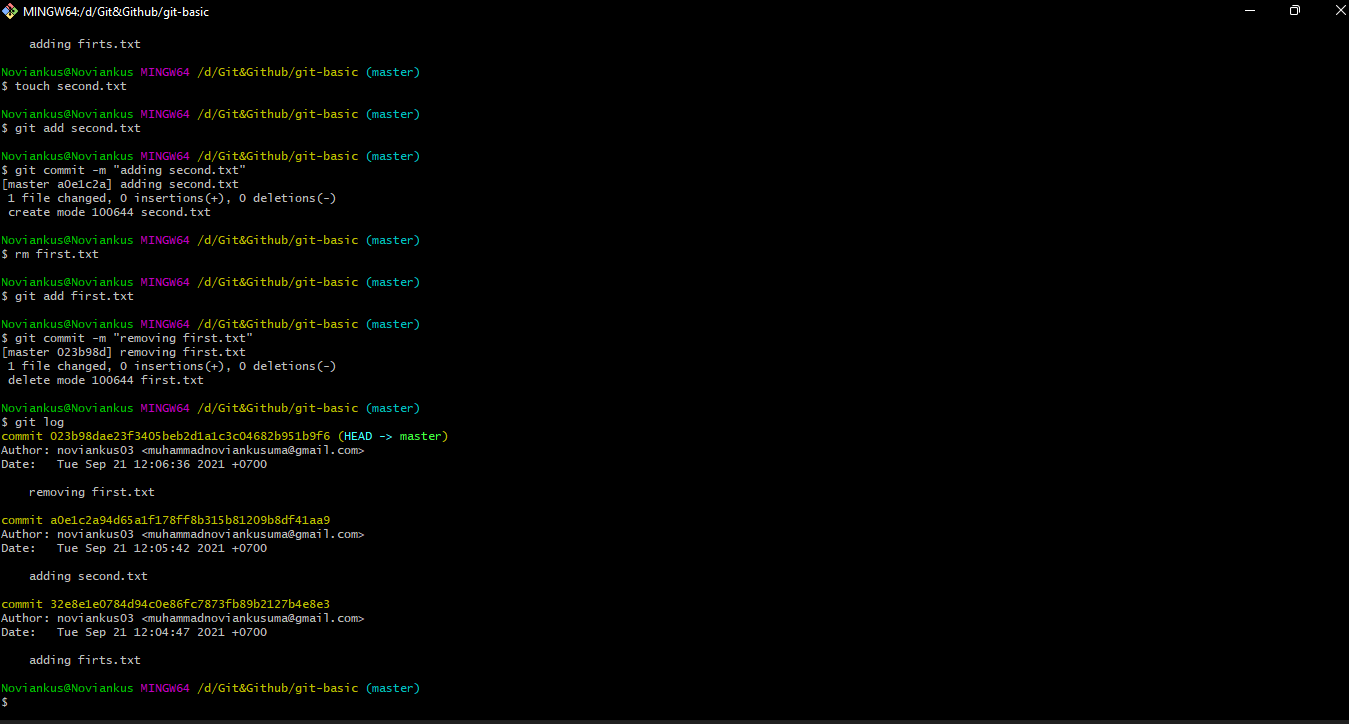 MINGW64:/d/Git&Github/git-basic
adding firts.txt
Noviankus@Noviankus MINGW64 /d/Git&Github/git-basic (master)
$ touch second.txt
Noviankus@Noviankus MINGW64 /d/Git&Github/git-basic (master)
$ git add second.txt
Noviankus@Noviankus MINGW64 /d/Git&Github/git-basic (master)
$ git commit -m "adding second.txt"
[master a0e1c2a] adding second.txt
1 file changed, 0 insertions(+), 0 deletions(-)
create mode 100644 second.txt
Noviankus@Noviankus MINGW64 /d/Git&Github/git-basic (master)
$ rm first.txt
Noviankus@Noviankus MINGW64 /d/Git&Github/git-basic (master)
$ git add first.txt
Noviankus@Noviankus MINGW64 /d/Git&Github/git-basic (master)
$ git commit -m "removing first.txt"
[master 023b98d] removing first.txt
1 file changed, 0 insertions(+), 0 deletions(-)
delete mode 100644 first.txt
Noviankus@Noviankus MINGW64 /d/Git&Github/git-basic (master)
$ git log
commit 023b98dae23f3405beb2d1a1c3c04682b951b9f6 (HEAD -> master)
Author: noviankus03 <muhammadnoviankusuma@gmail.com>
Date:   Tue Sep 21 12:06:36 2021 +0700
removing first.txt
commit a0e1c2a94d65a1f178ff8b315b81209b8df41aa9
Author: noviankus03 <muhammadnoviankusuma@gmail.com>
Date:   Tue Sep 21 12:05:42 2021 +0700
adding second.txt
commit 32e8e1e0784d94c0e86fc7873fb89b2127b4e8e3
Author: noviankus03 <muhammadnoviankusuma@gmail.com>
Date:   Tue Sep 21 12:04:47 2021 +0700
adding firts.txt
Noviankus@Noviankus MINGW64 /d/Git&Github/git-basic (master)
$